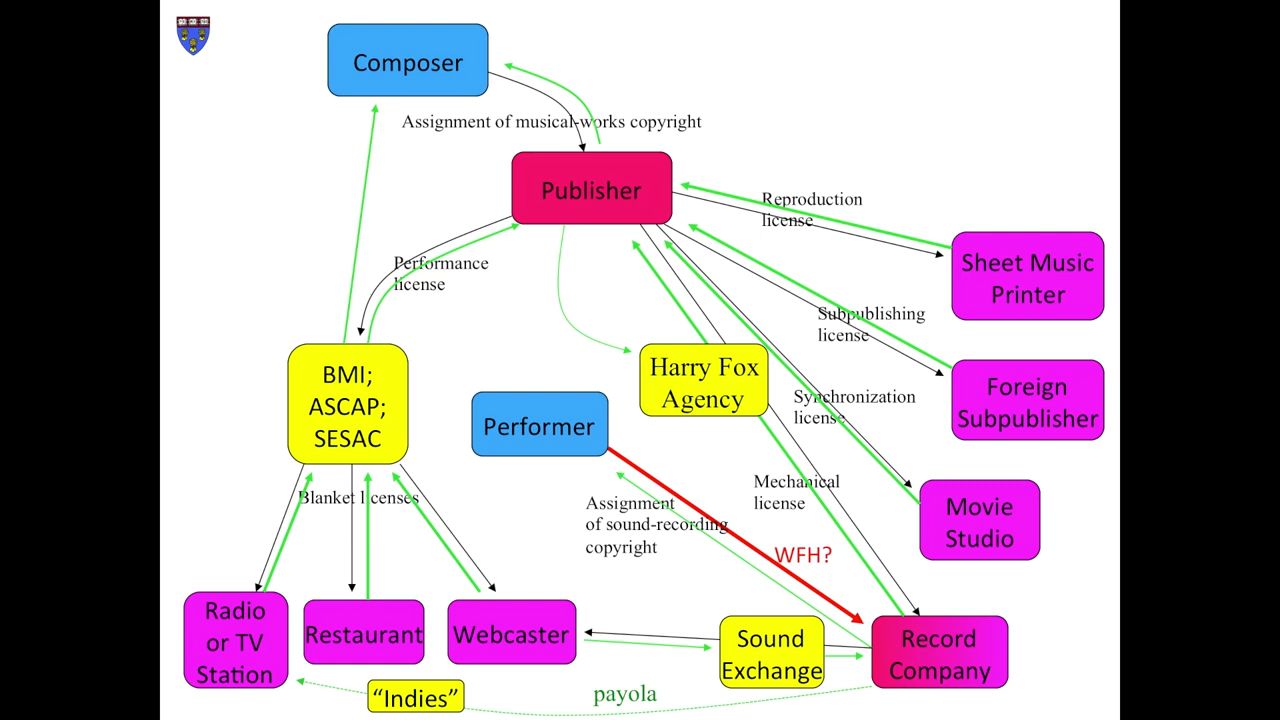 Composer
Assignment of musical-works copyright
Publisher
Reproduction
license
Sheet Music
Printer
Performance
license
Subpublishing
license
BMI;
ASCAP;
SESAC
Harry Fox
Agency
Foreign
Subpublisher
Performer
Synchronization
license
Blanket licenses
Mechanical
license
Assignment
of sound-recording
copyright
Movie
Studio
WFH?
Radio
or TV
Station
Restaurant
Webcaster
Sound
Exchange
Record
Company
"Indies"
payola